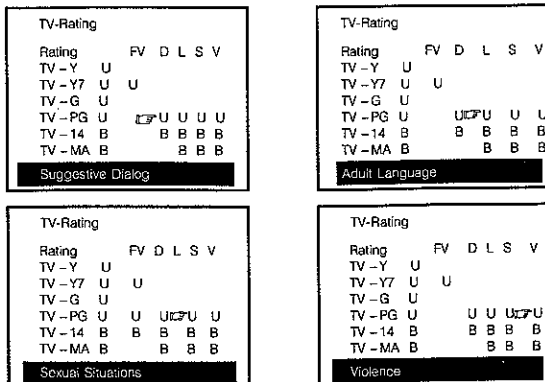 TV-Rating
Rating FV D L S V
TV-Y U
TV-Y7 U U
TV-G U
TV-PG U U U U U
TV-14 B B B B B
TV-MA B B B B
Suggestive Dialog
TV-Rating
Rating FV D L S V
TV-Y U
TV-Y7 U U
TV-G U
TV-PG U U U U U
TV-14 B B B B B
TV-MA B B B B
Adult Language
TV-Rating
Rating FV D L S V
TV-Y U
TV-Y7 U U
TV-G U
TV-PG U U U U U
TV-14 B B B B B B
TV-MA B B B B
Sexual Situations
TV-Rating
Rating FV D L S V
TV-Y U
TV-Y7 U U
TV-G U
TV-PG U U U U U
TV-14 B B B B B
TV-MA B B B B
Violence